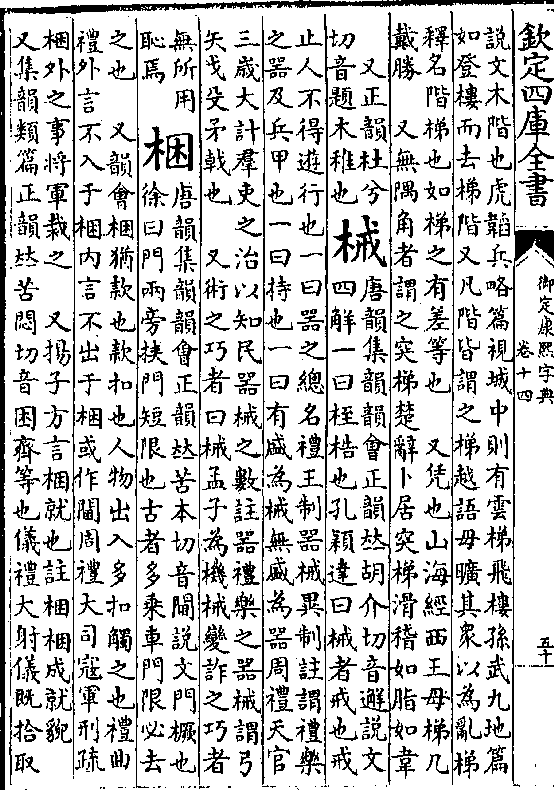 欽定四庫全書
御定康熙字典
卷十四
五十
說文木階也虎韜兵略篇視城中則有雲梯飛樓孫武九地篇
如登樓而去梯階又凡階皆謂之梯越語毋曠其衆以為亂梯
釋名階梯也如梯之有差等也　又凭也山海經西王母梯几
戴勝　又無隅角者謂之突梯楚辭卜居突梯滑稽如脂如韋
又正韻杜兮
切音題木稚也
械
唐韻集韻韻會正韻𠀤胡介切音邂說文
四解一曰桎梏也孔穎達曰械者戒也戒
止人不得遊行也一曰器之總名禮王制器械異制註謂禮樂
之器及兵甲也一曰持也一曰有盛為械無盛為器周禮天官
三歲大計羣吏之治以知民器械之數註器禮樂之器械謂弓
矢戈殳矛戟也　又術之巧者曰械孟子為機械變詐之巧者
無所用
恥焉
梱
唐韻集韻韻會正韻𠀤苦本切音閫說文門橛也
徐曰門兩旁挾門短限也古者多乗車門限必去
之也　又韻會梱猶款也款扣也人物出入多扣觸之也禮曲
禮外言不入于梱内言不出于梱或作閫周禮大司寇軍刑疏
梱外之事將軍裁之　又揚子方言梱就也註梱梱成就貌
又集韻類篇正韻𠀤苦悶切音困齊等也儀禮大射儀既拾取